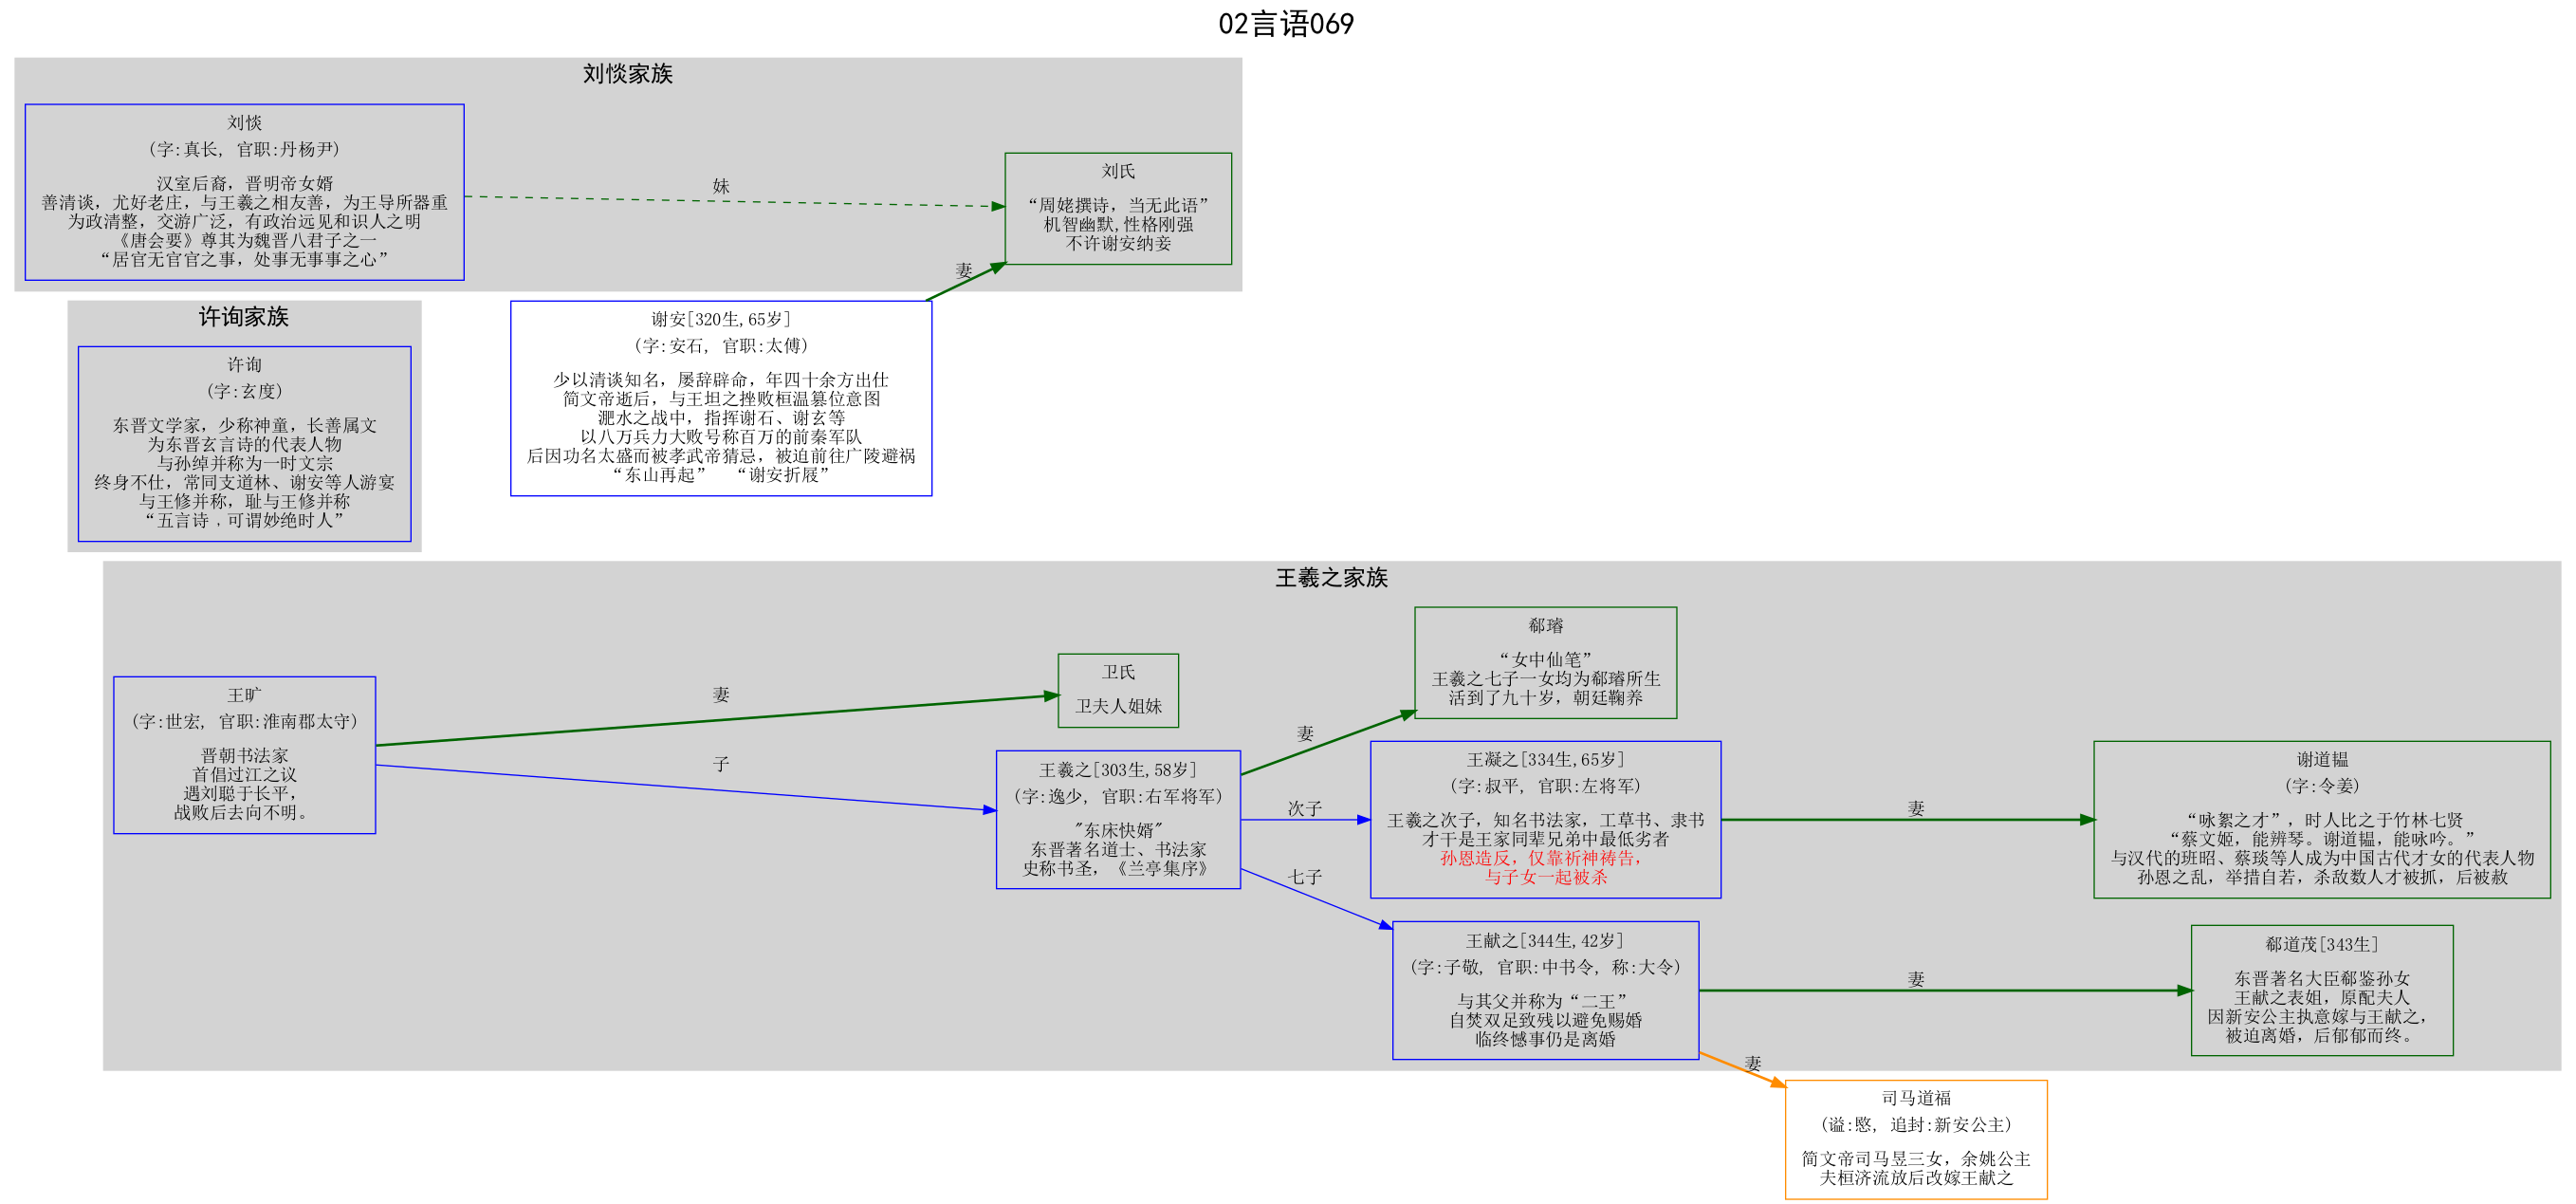 02言语069
刘惔家族
刘惔
(字:真长, 官职:丹杨尹)
汉室后裔，晋明帝女婿
善清谈，尤好老庄，与王羲之相友善，为王导所器重
为政清整，交游广泛，有政治远见和识人之明
《唐会要》尊其为魏晋八君子之一
“居官无官官之事，处事无事事之心”
妹
刘氏
“周姥撰诗，当无此语”
机智幽默,性格刚强
不许谢安纳妾
妻
许询家族
许询
(字:玄度)
东晋文学家，少称神童，长善属文
为东晋玄言诗的代表人物
与孙绰并称为一时文宗
终身不仕，常同支道林、谢安等人游宴
与王修并称，耻与王修并称
“五言诗﹐可谓妙绝时人”
谢安[320生,65岁]
(字:安石, 官职:太傅)
少以清谈知名，屡辞辟命，年四十余方出仕
简文帝逝后，与王坦之挫败桓温篡位意图
淝水之战中，指挥谢石、谢玄等
以八万兵力大败号称百万的前秦军队
后因功名太盛而被孝武帝猜忌，被迫前往广陵避祸
“东山再起” “谢安折屐”
王羲之家族
王旷
(字:世宏, 官职:淮南郡太守)
晋朝书法家
首倡过江之议
遇刘聪于长平，
战败后去向不明。
妻
子
卫氏
卫夫人姐妹
王羲之[303生,58岁]
(字:逸少, 官职:右军将军)
"东床快婿"
东晋著名道士、书法家
史称书圣，《兰亭集序》
妻
次子
七子
郗璿
“女中仙笔”
王羲之七子一女均为郗璿所生
活到了九十岁，朝廷鞠养
王凝之[334生,65岁]
(字:叔平, 官职:左将军)
王羲之次子，知名书法家，工草书、隶书
才干是王家同辈兄弟中最低劣者
孙恩造反，仅靠祈神祷告，
与子女一起被杀
妻
谢道韫
(字:令姜)
“咏絮之才”，时人比之于竹林七贤
“蔡文姬，能辨琴。谢道韫，能咏吟。”
与汉代的班昭、蔡琰等人成为中国古代才女的代表人物
孙恩之乱，举措自若，杀敌数人才被抓，后被赦
王献之[344生,42岁]
(字:子敬, 官职:中书令, 称:大令)
与其父并称为“二王”
自焚双足致残以避免赐婚
临终憾事仍是离婚
妻
郗道茂[343生]
东晋著名大臣郗鉴孙女
王献之表姐，原配夫人
因新安公主执意嫁与王献之，
被迫离婚，后郁郁而终。
妻
司马道福
(谥:愍, 追封:新安公主)
简文帝司马昱三女，余姚公主
夫桓济流放后改嫁王献之